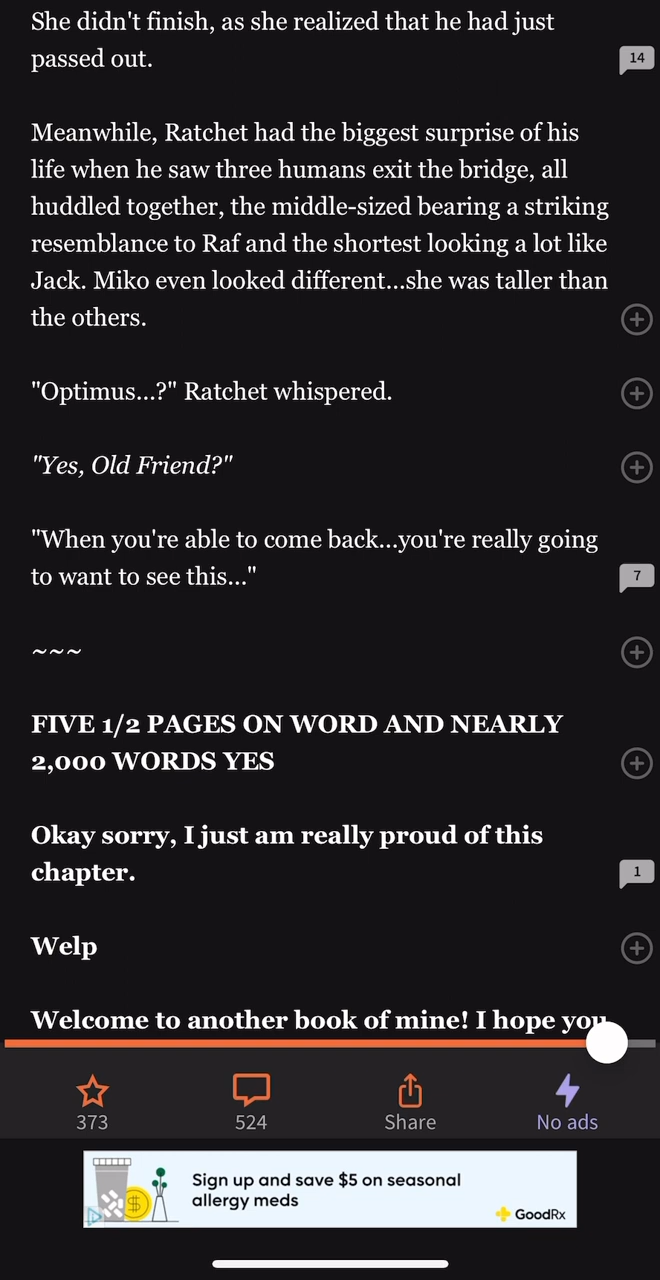 She didn't finish, as she realized that he had just
passed out.
14
Meanwhile, Ratchet had the biggest surprise of his
life when he saw three humans exit the bridge, all
huddled together, the middle-sized bearing a striking
resemblance to Raf and the shortest looking a lot like
Jack. Miko even looked different...she was taller than
the others.
"Optimus...?" Ratchet whispered.
"Yes, Old Friend?"
"When you're able to come back...you're really going
to want to see this..."
7
~~~
FIVE 1/2 PAGES ON WORD AND NEARLY
2,000 WORDS YES
Okay sorry, I just am really proud of this
chapter.
1
Welp
Welcome to another book of mine! I hope you
373
524
Share
No ads
Sign up and save $5 on seasonal
allergy meds
GoodRx